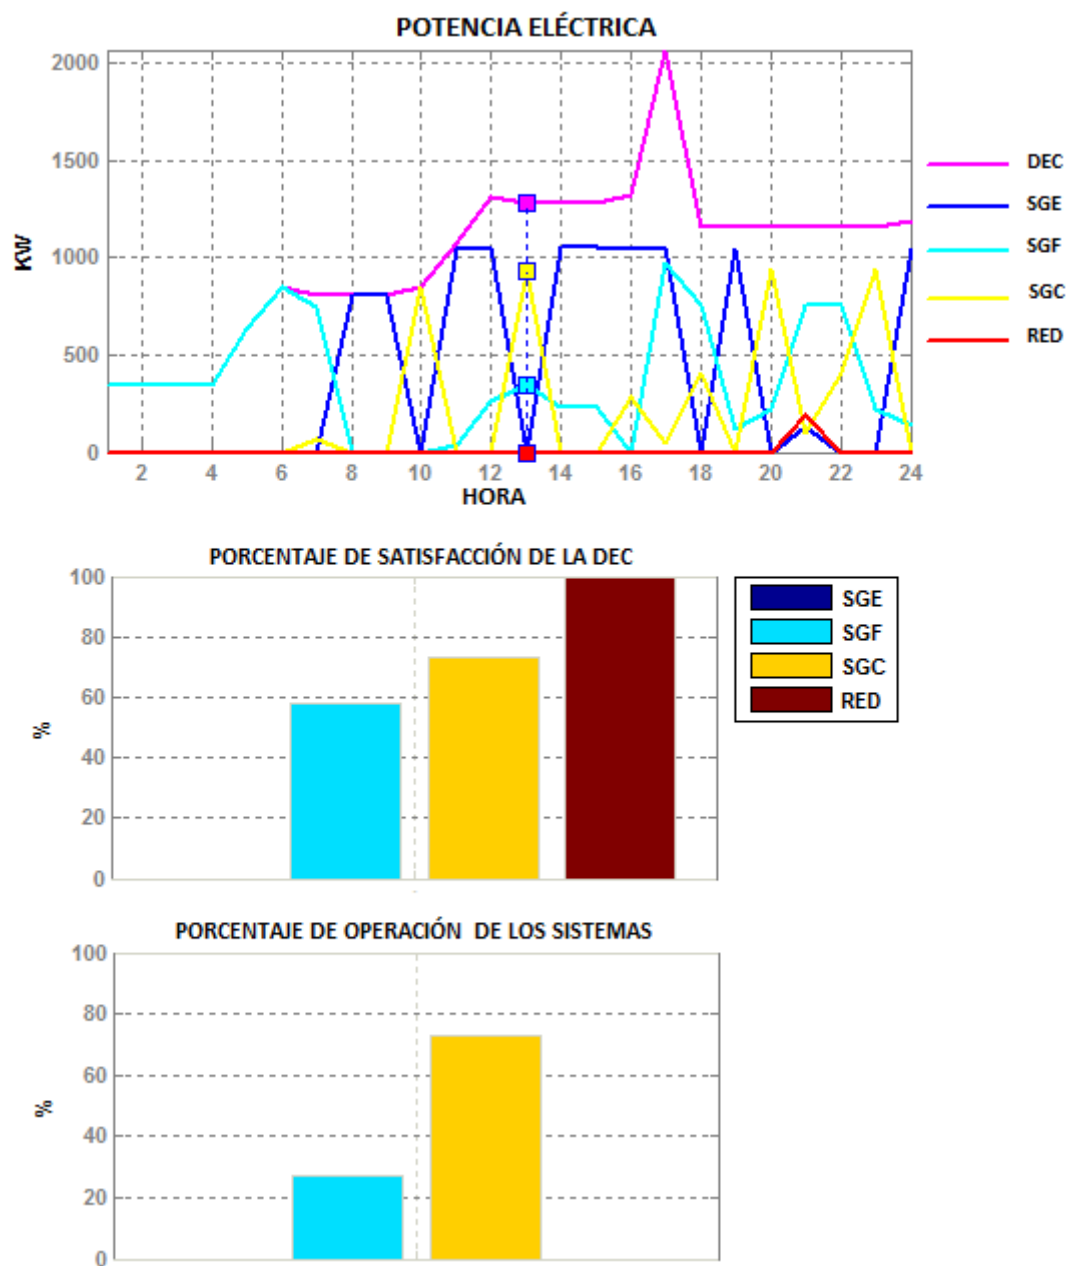 POTENCIA ELÉCTRICA
2000
1500
1000
500
0
KW
2 4 6 8 10 12 14 16 18 20 22 24
HORA
DEC
SGE
SGF
SGC
RED
PORCENTAJE DE SATISFACCIÓN DE LA DEC
100
80
60
40
20
0
%
SGE
SGF
SGC
RED
PORCENTAJE DE OPERACIÓN DE LOS SISTEMAS
100
80
60
40
20
0
%